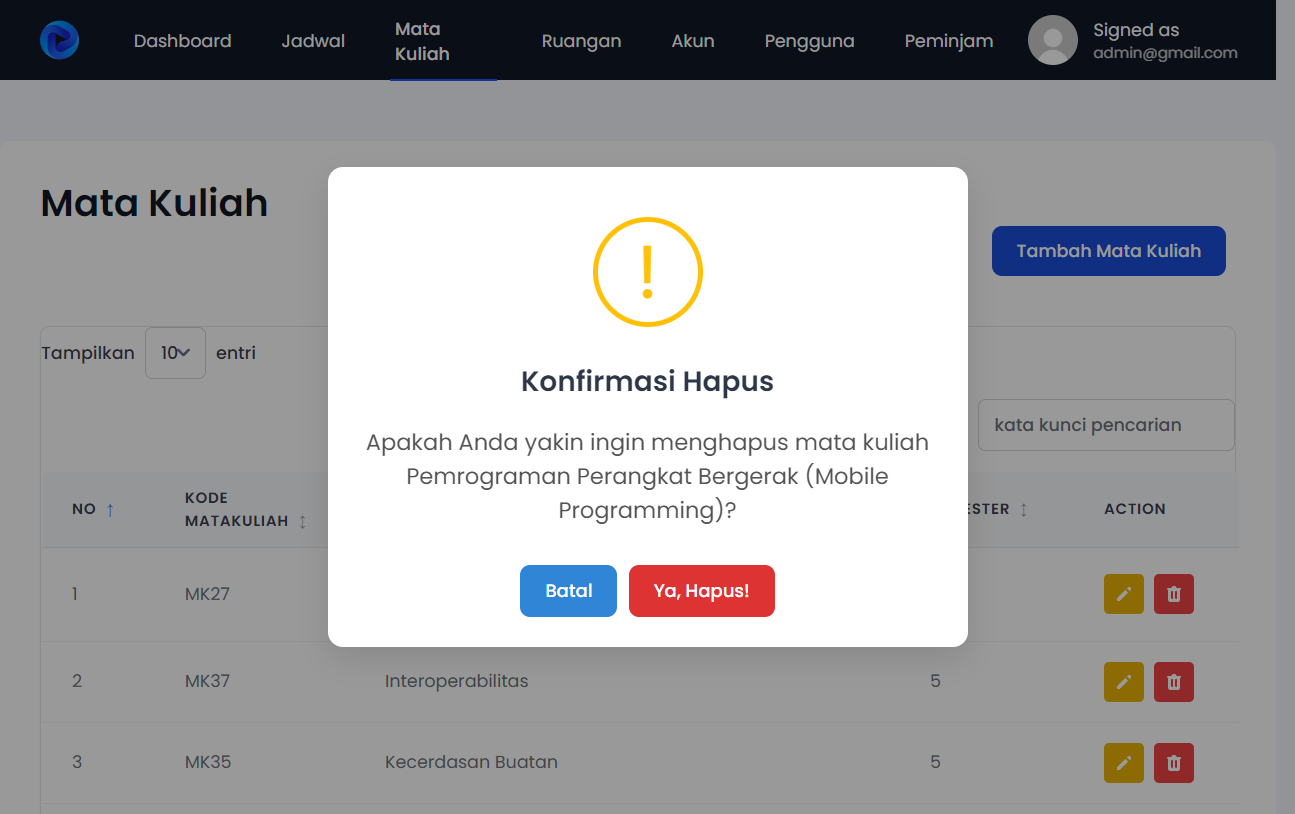 Dashboard
Jadwal
Mata
Kuliah
Ruangan
Akun
Pengguna
Peminjam
Signed as
admin@gmail.com
Mata Kuliah
Tambah Mata Kuliah
Tampilkan 10 entri
kata kunci pencarian
!
Konfirmasi Hapus
Apakah Anda yakin ingin menghapus mata kuliah
Pemrograman Perangkat Bergerak (Mobile
Programming)?
Batal
Ya, Hapus!
NO ↑
KODE
MATAKULIAH
ESTER
ACTION
1 MK27
2 MK37 Interoperabilitas 5
3 MK35 Kecerdasan Buatan 5